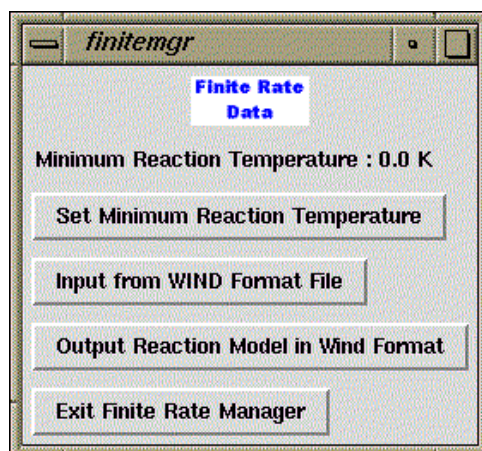 finitemgr
Finite Rate
Data
Minimum Reaction Temperature : 0.0 K
Set Minimum Reaction Temperature
Input from WIND Format File
Output Reaction Model in Wind Format
Exit Finite Rate Manager